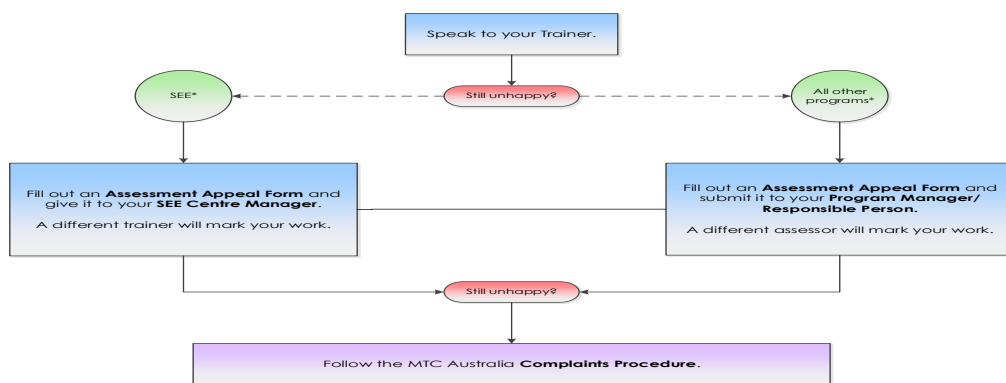 Speak to your Trainer.
SEE*
Still unhappy?
All other
programs*
Fill out an Assessment Appeal Form and
give it to your SEE Centre Manager.
A different trainer will mark your work.
Fill out an Assessment Appeal Form and
submit it to your Program Manager/
Responsible Person.
A different assessor will mark your work.
Still unhappy?
Follow the MTC Australia Complaints Procedure.